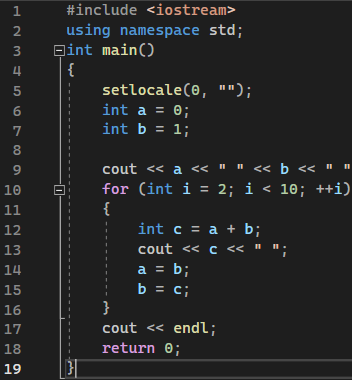 1 #include <iostream>
2 using namespace std;
3 int main()
4 {
5 setlocale(0, "");
6 int a = 0;
7 int b = 1;
8
9 cout << a << " " << b << " "
10 for (int i = 2; i < 10; ++i)
11 {
12 int c = a + b;
13 cout << c << " ";
14 a = b;
15 b = c;
16 }
17 cout << endl;
18 return 0;
19 }